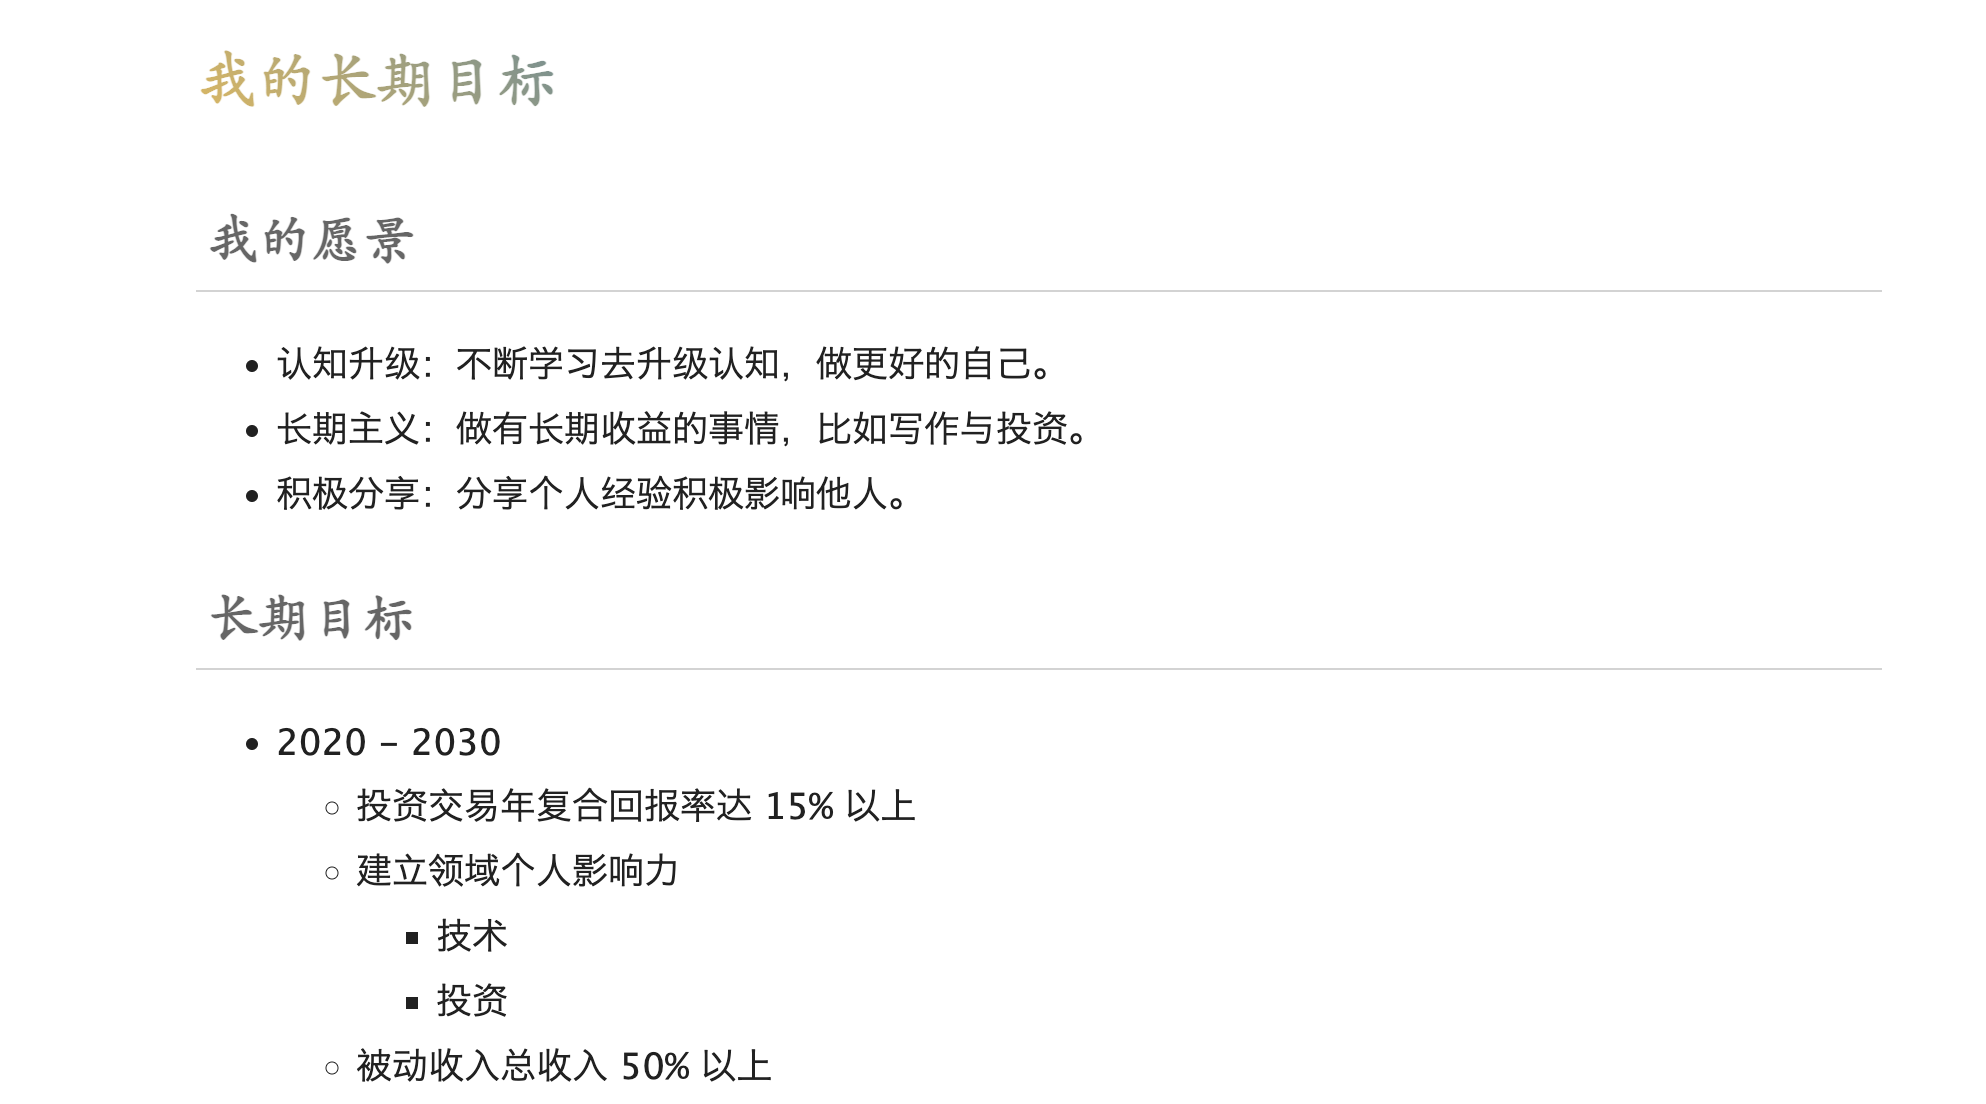 我的长期目标
我的愿景
认知升级：不断学习去升级认知，做更好的自己。
长期主义：做有长期收益的事情，比如写作与投资。
积极分享：分享个人经验积极影响他人。
长期目标
2020 – 2030
投资交易年复合回报率达 15% 以上
建立领域个人影响力
技术
投资
被动收入总收入 50% 以上